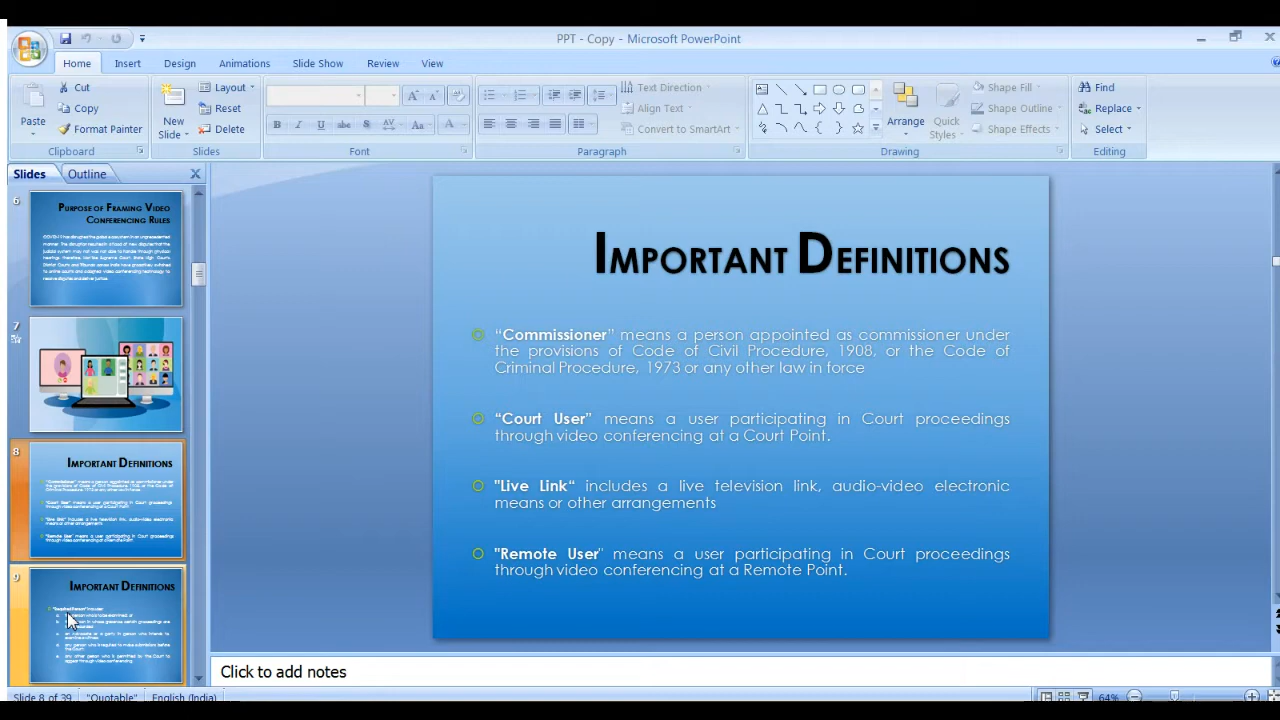 PPT - Copy - Microsoft PowerPoint
Home Insert Design Animations Slide Show Review View
Paste Cut Copy Format Painter Clipboard
New Slide Layout Reset Delete Slides
B I U abc S AV Aa A Font
Text Direction Align Text Convert to SmartArt Paragraph
Arrange Quick Styles Shape Fill Shape Outline Shape Effects Drawing
Find Replace Select Editing
Slides Outline
6
PURPOSE OF FRAMING VIDEO
CONFERENCING RULES
7
8
IMPORTANT DEFINITIONS
9
IMPORTANT DEFINITIONS
IMPORTANT DEFINITIONS
“Commissioner” means a person appointed as commissioner under
the provisions of Code of Civil Procedure, 1908, or the Code of
Criminal Procedure, 1973 or any other law in force
“Court User” means a user participating in Court proceedings
through video conferencing at a Court Point.
"Live Link“ includes a live television link, audio-video electronic
means or other arrangements
"Remote User" means a user participating in Court proceedings
through video conferencing at a Remote Point.
Click to add notes
Slide 8 of 39 "Quotable" English (India) 64%